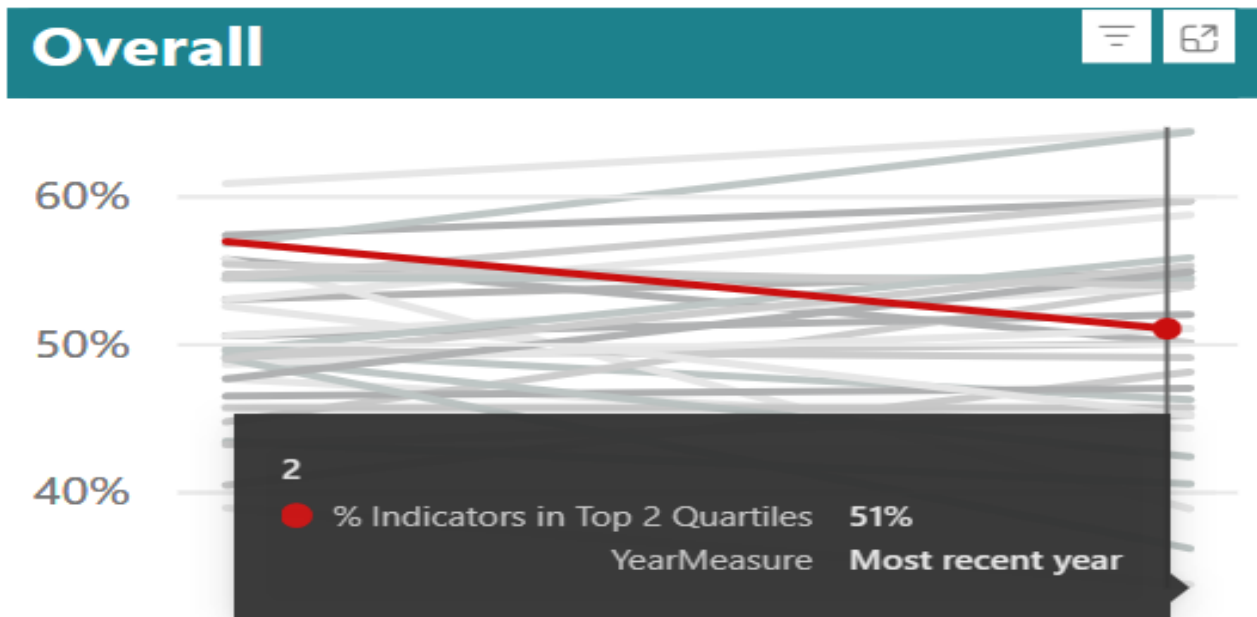 Overall
60%
50%
40%
2
% Indicators in Top 2 Quartiles 51%
YearMeasure Most recent year